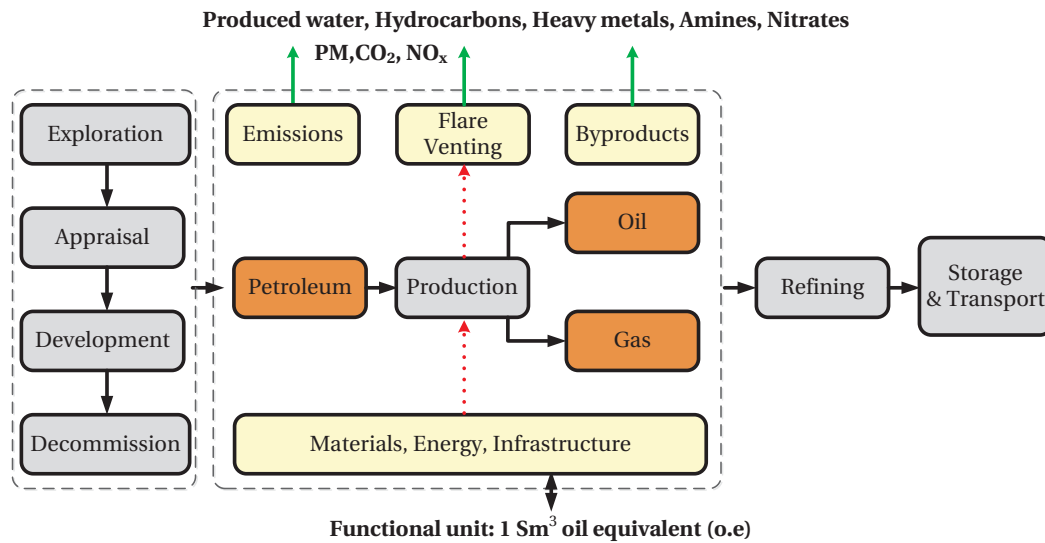 Produced water, Hydrocarbons, Heavy metals, Amines, Nitrates
PM,CO₂, NOₓ
Exploration
Appraisal
Development
Decommission
Emissions
Flare
Venting
Byproducts
Oil
Petroleum
Production
Gas
Materials, Energy, Infrastructure
Refining
Storage
& Transport
Functional unit: 1 Sm³ oil equivalent (o.e)